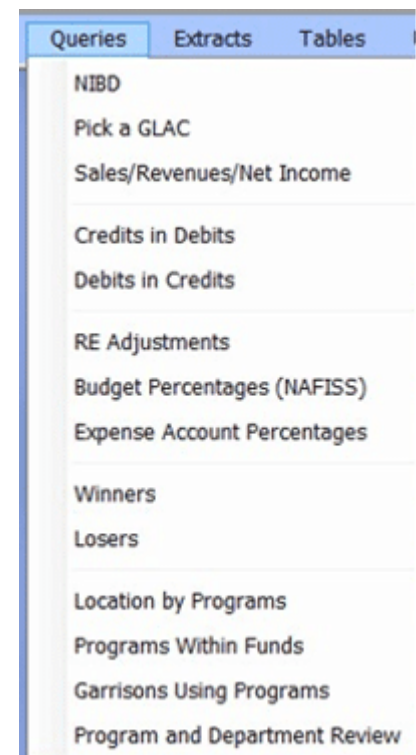 Queries Extracts Tables
NIBD
Pick a GLAC
Sales/Revenues/Net Income
Credits in Debits
Debits in Credits
RE Adjustments
Budget Percentages (NAFISS)
Expense Account Percentages
Winners
Losers
Location by Programs
Programs Within Funds
Garrisons Using Programs
Program and Department Review